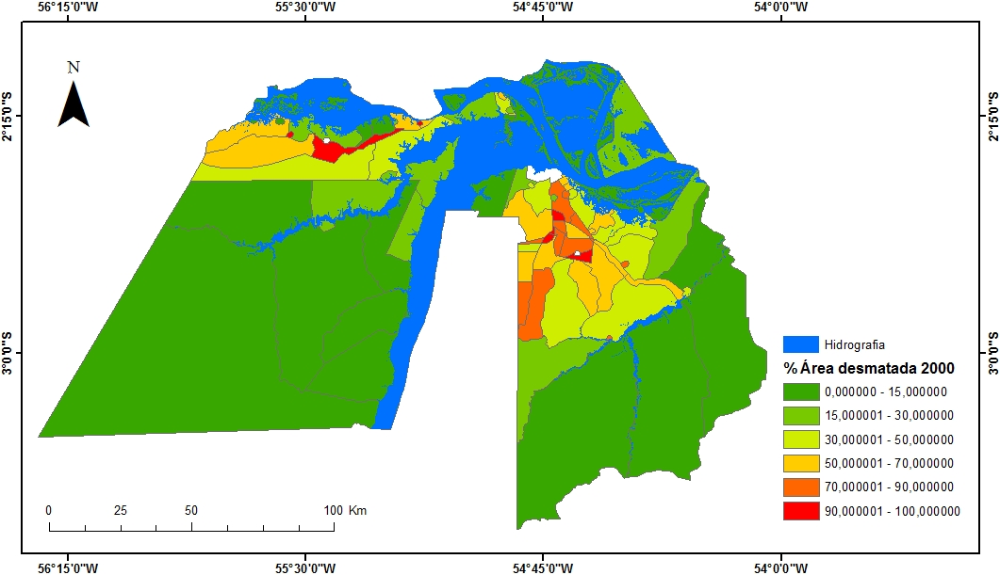 56°15'0"W 55°30'0"W 54°45'0"W 54°0'0"W
N
2°15'0"S 2°15'0"S
3°0'0"S 3°0'0"S
Hidrografia
% Área desmatada 2000
0,000000 - 15,000000
15,000001 - 30,000000
30,000001 - 50,000000
50,000001 - 70,000000
70,000001 - 90,000000
90,000001 - 100,000000
0 25 50 100 Km
56°15'0"W 55°30'0"W 54°45'0"W 54°0'0"W